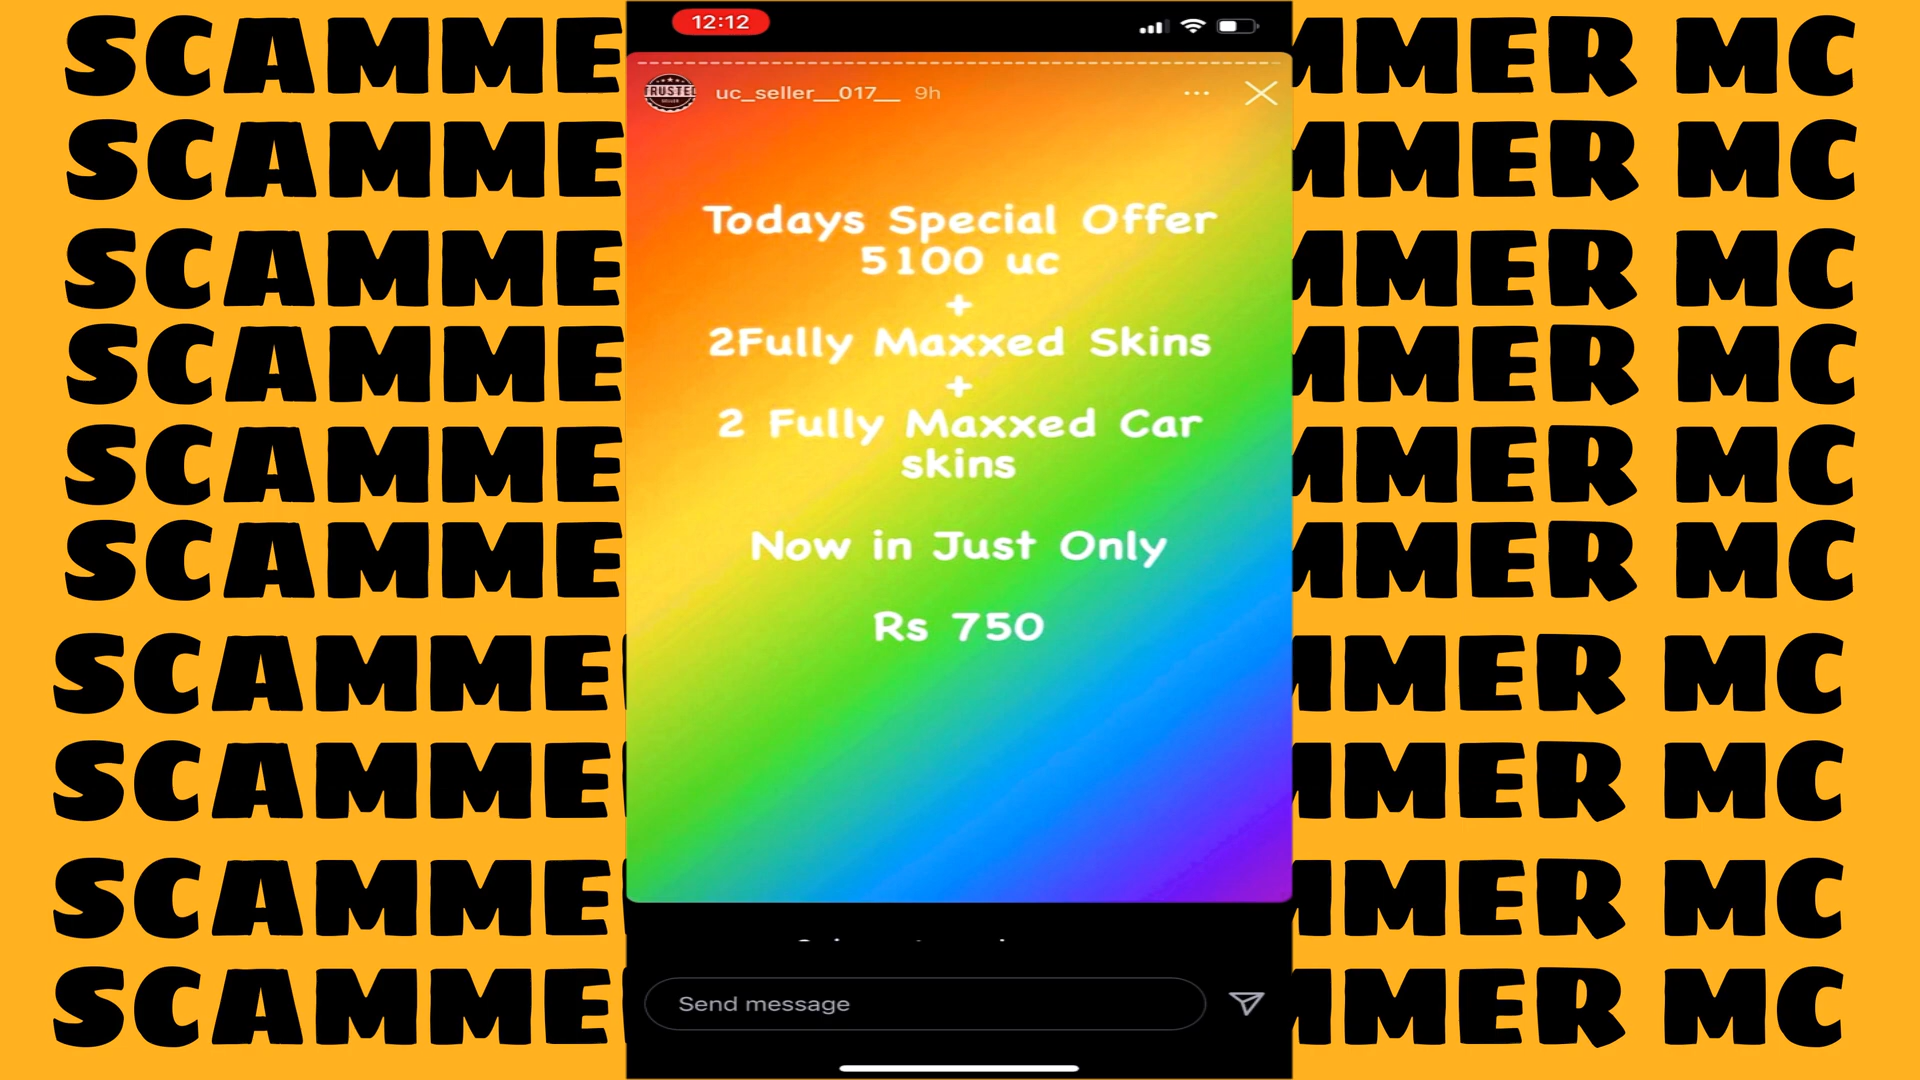 12:12
TRUSTED
SELLER
uc_seller__017__ 9h
Todays Special Offer
5100 uc
+
2Fully Maxxed Skins
+
2 Fully Maxxed Car
skins
Now in Just Only
Rs 750
Send message
SCAMME MMER MC
SCAMME MMER MC
SCAMME MMER MC
SCAMME MMER MC
SCAMME MMER MC
SCAMME MMER MC
SCAMME MMER MC
SCAMME MMER MC
SCAMME MMER MC
SCAMME MMER MC